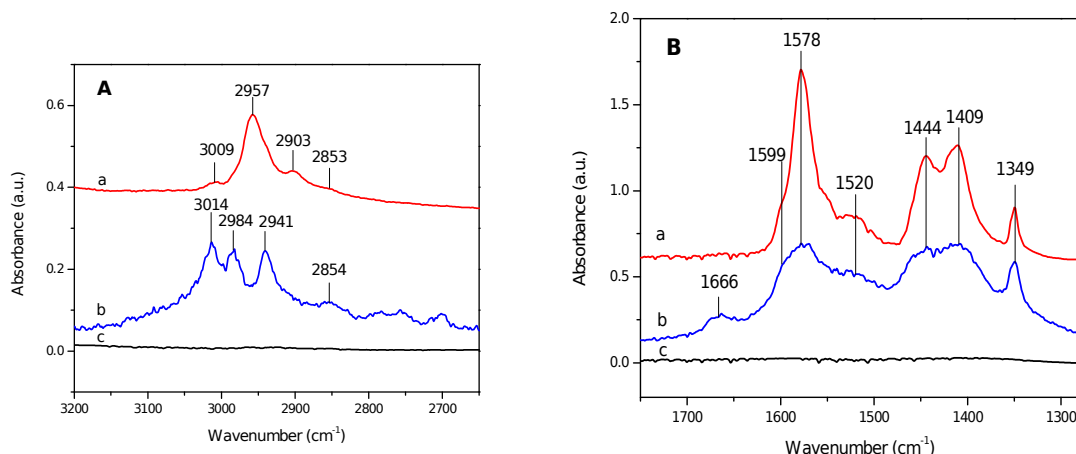 A
2957
3009
2903
2853
a
3014
2984
2941
2854
b
c
0.6
0.4
0.2
0.0
Absorbance (a.u.)
3200
3100
3000
2900
2800
2700
Wavenumber (cm-1)
B
1578
1444
1409
1599
1520
1349
a
1666
b
c
2.0
1.5
1.0
0.5
0.0
Absorbance (a.u.)
1700
1600
1500
1400
1300
Wavenumber (cm-1)